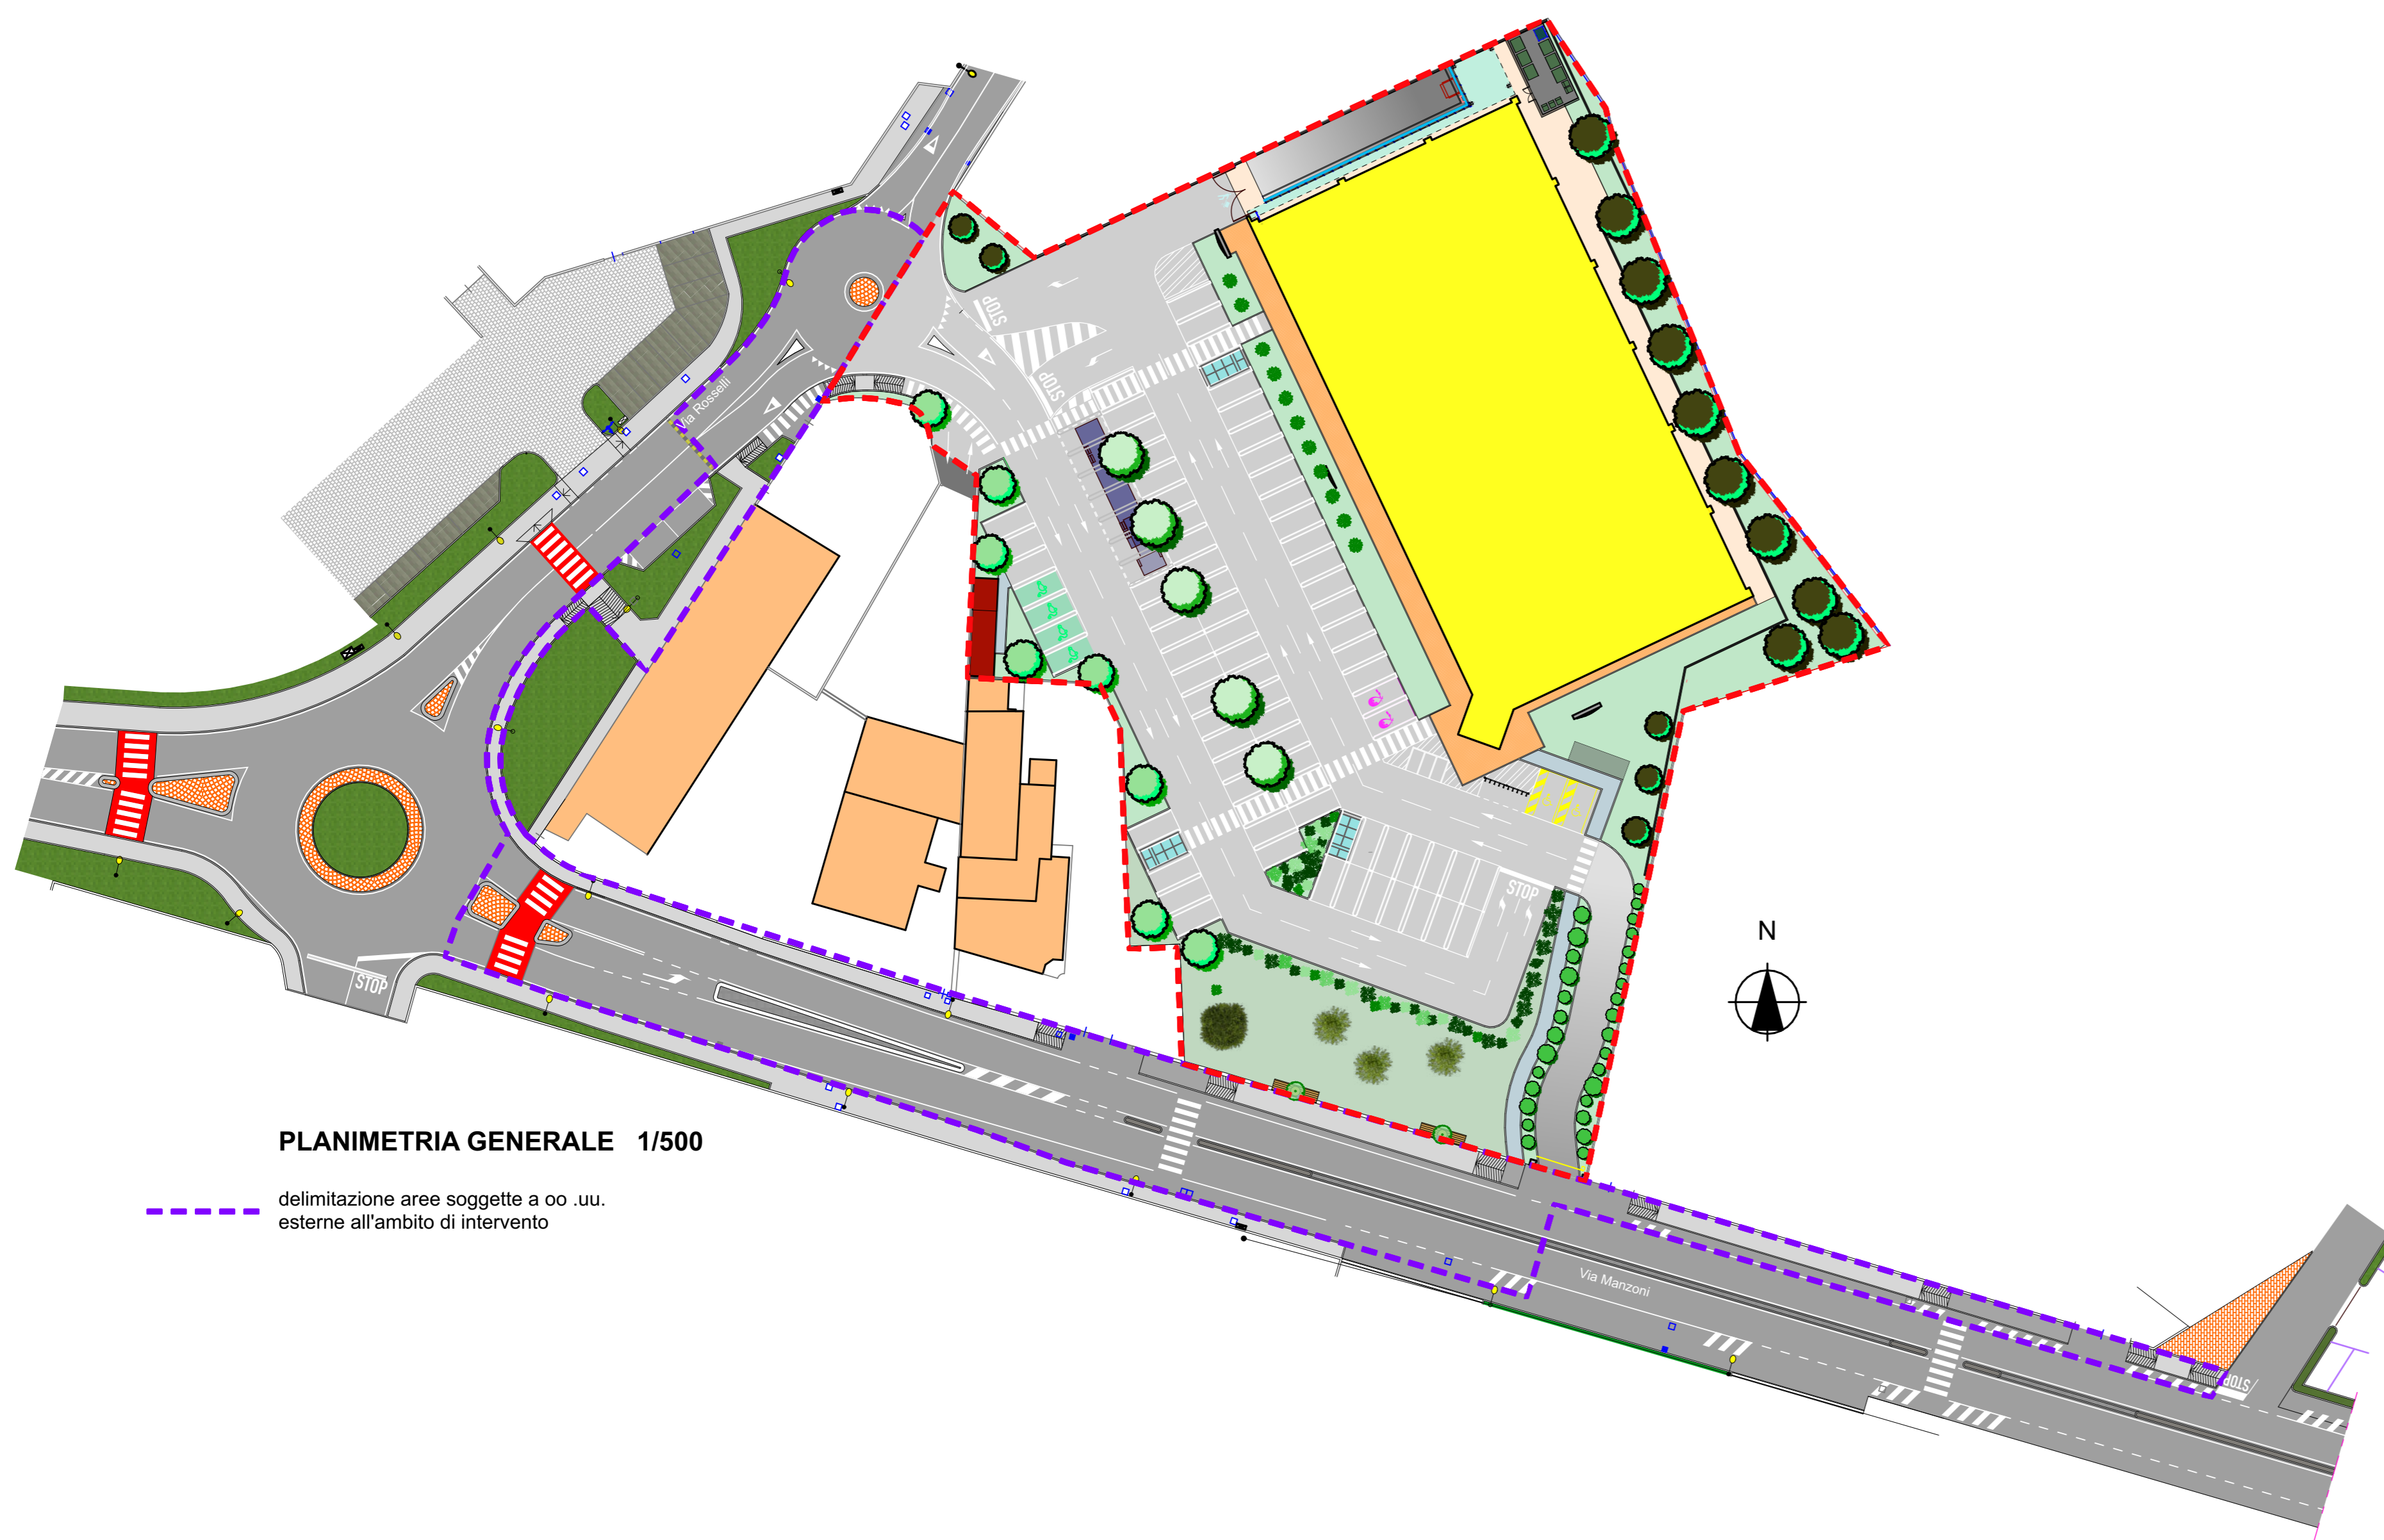 STOP
Via Rosselli
STOP
STOP
N
STOP
PLANIMETRIA GENERALE 1/500
delimitazione aree soggette a oo .uu.
esterne all'ambito di intervento
Via Manzoni
STOP